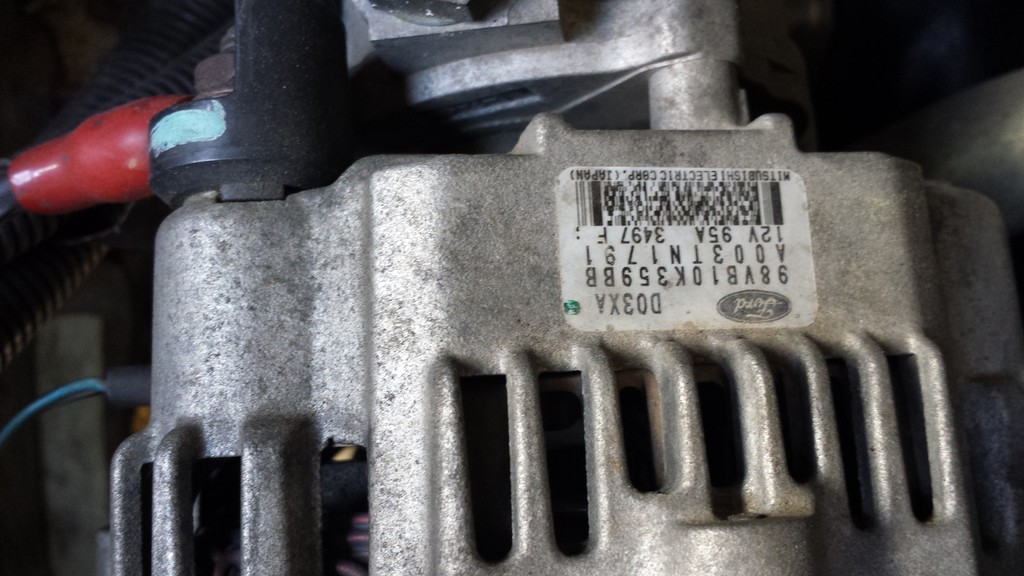 Ford
D03XA
98VB10K359BB
A003TN1791
12V 95A 3497 F ;
MITSUBISHI ELECTRIC CORP.(JAPAN)